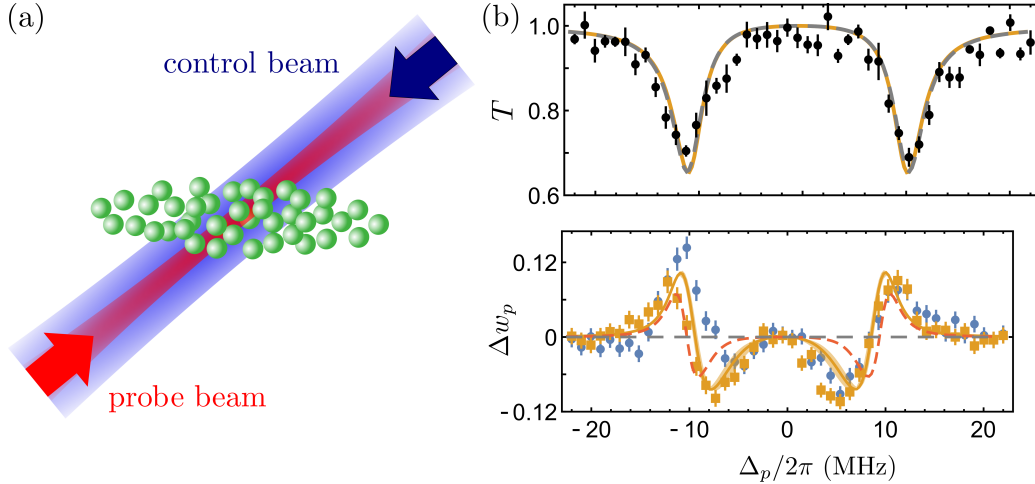 (a)
control beam
probe beam
(b)
T
1.0
0.8
0.6
Δw_p
0.12
0
-0.12
-20 -10 0 10 20
Δ_p/2π (MHz)